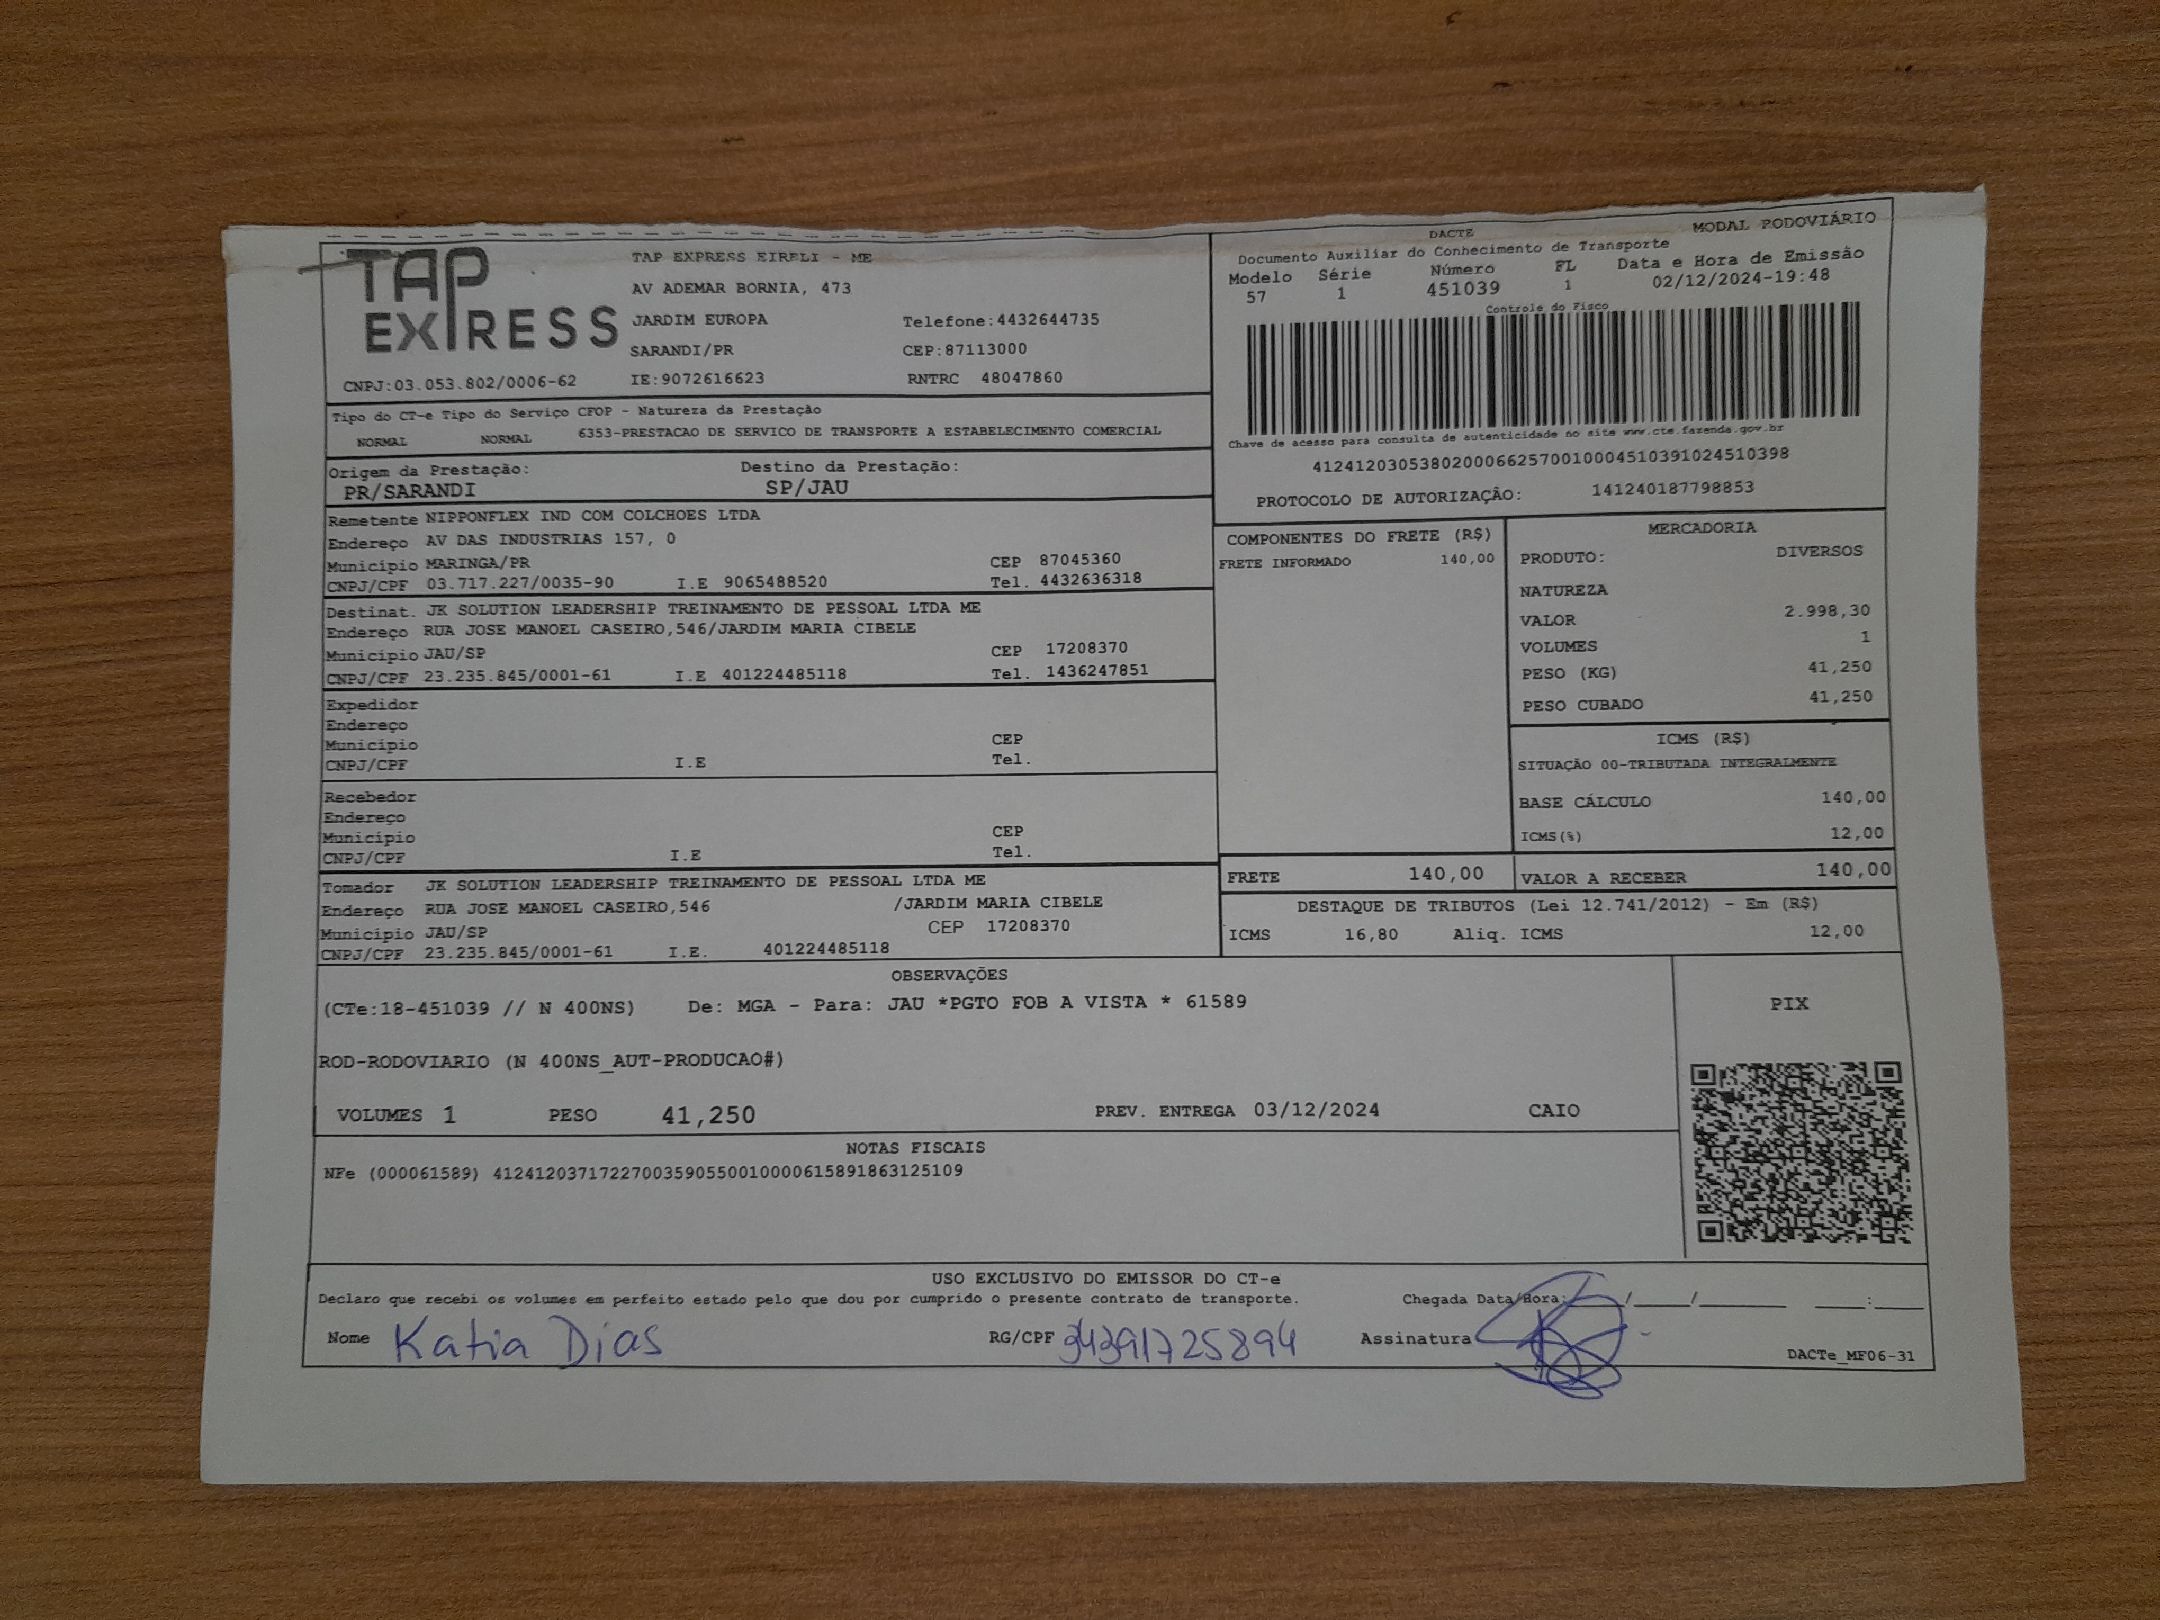 TAP
EXPRESS
TAP EXPRESS EIRELI - ME
AV ADEMAR BORNIA, 473
JARDIM EUROPA Telefone:4432644735
SARANDI/PR CEP:87113000
CNPJ:03.053.802/0006-62 IE:9072616623 RNTRC 48047860
DACTE MODAL RODOVIÁRIO
Documento Auxiliar do Conhecimento de Transporte
Modelo Série Número FL Data e Hora de Emissão
57 1 451039 1 02/12/2024-19:48
Controle do Fisco
Chave de acesso para consulta de autenticidade no site www.cte.fazenda.gov.br
41241203053802000662570010004510391024510398
PROTOCOLO DE AUTORIZAÇÃO: 141240187798853
Tipo do CT-e Tipo do Serviço CFOP - Natureza da Prestação
NORMAL NORMAL 6353-PRESTACAO DE SERVICO DE TRANSPORTE A ESTABELECIMENTO COMERCIAL
Origem da Prestação: Destino da Prestação:
PR/SARANDI SP/JAU
Remetente NIPPONFLEX IND COM COLCHOES LTDA
Endereço AV DAS INDUSTRIAS 157, 0
Município MARINGA/PR CEP 87045360
CNPJ/CPF 03.717.227/0035-90 I.E 9065488520 Tel. 4432636318
Destinat. JK SOLUTION LEADERSHIP TREINAMENTO DE PESSOAL LTDA ME
Endereço RUA JOSE MANOEL CASEIRO,546/JARDIM MARIA CIBELE
Município JAU/SP CEP 17208370
CNPJ/CPF 23.235.845/0001-61 I.E 401224485118 Tel. 1436247851
Expedidor
Endereço
Município CEP
CNPJ/CPF I.E Tel.
Recebedor
Endereço
Município CEP
CNPJ/CPF I.E Tel.
Tomador JK SOLUTION LEADERSHIP TREINAMENTO DE PESSOAL LTDA ME
Endereço RUA JOSE MANOEL CASEIRO,546 /JARDIM MARIA CIBELE
Município JAU/SP CEP 17208370
CNPJ/CPF 23.235.845/0001-61 I.E. 401224485118
COMPONENTES DO FRETE (R$)
FRETE INFORMADO 140,00
MERCADORIA
PRODUTO: DIVERSOS
NATUREZA
VALOR 2.998,30
VOLUMES 1
PESO (KG) 41,250
PESO CUBADO 41,250
ICMS (R$)
SITUAÇÃO 00-TRIBUTADA INTEGRALMENTE
BASE CÁLCULO 140,00
ICMS(%) 12,00
FRETE 140,00 VALOR A RECEBER 140,00
DESTAQUE DE TRIBUTOS (Lei 12.741/2012) - Em (R$)
ICMS 16,80 Aliq. ICMS 12,00
OBSERVAÇÕES
(CTe:18-451039 // N 400NS) De: MGA - Para: JAU *PGTO FOB A VISTA * 61589
ROD-RODOVIARIO (N 400NS_AUT-PRODUCAO#)
VOLUMES 1 PESO 41,250 PREV. ENTREGA 03/12/2024 CAIO
PIX
NOTAS FISCAIS
NFe (000061589) 41241203717227003590550010000615891863125109
USO EXCLUSIVO DO EMISSOR DO CT-e
Declaro que recebi os volumes em perfeito estado pelo que dou por cumprido o presente contrato de transporte. Chegada Data/Hora: / / :
Nome Katia Dias RG/CPF 34391725894 Assinatura
DACTe_MF06-31